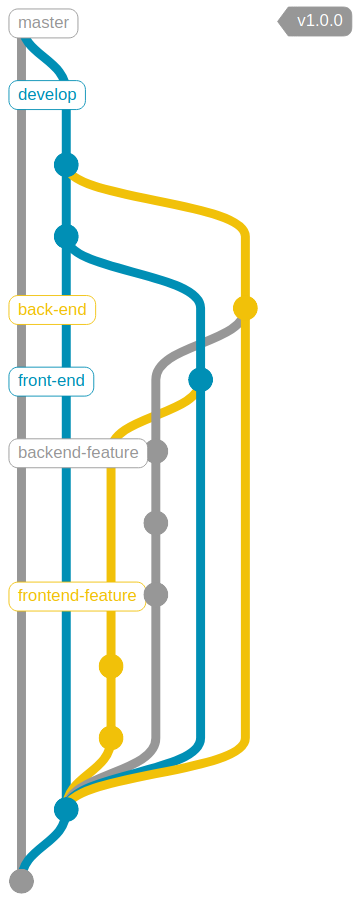 master
v1.0.0
develop
back-end
front-end
backend-feature
frontend-feature